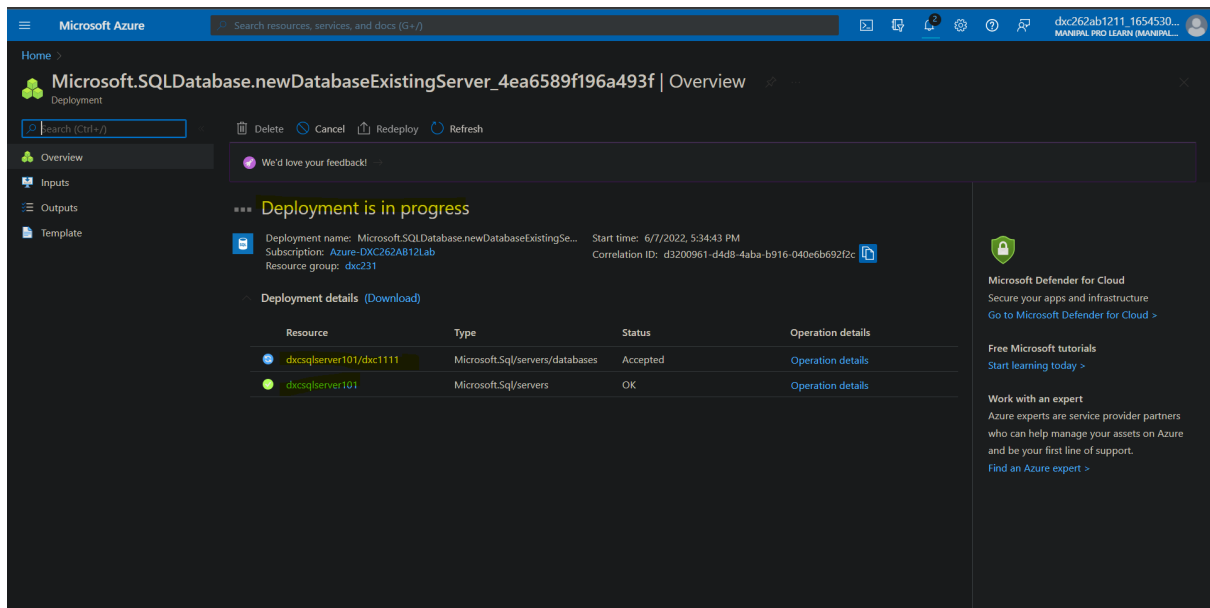 Microsoft Azure
Search resources, services, and docs (G+/)
2
dxc262ab1211_1654530...
MANIPAL PRO LEARN (MANIPAL...
Home >
Microsoft.SQLDatabase.newDatabaseExistingServer_4ea6589f196a493f | Overview
Deployment
Search (Ctrl+/)
Delete Cancel Redeploy Refresh
Overview
Inputs
Outputs
Template
We'd love your feedback!
Deployment is in progress
Deployment name: Microsoft.SQLDatabase.newDatabaseExistingSe...
Subscription: Azure-DXC262AB12Lab
Resource group: dxc231
Start time: 6/7/2022, 5:34:43 PM
Correlation ID: d3200961-d4d8-4aba-b916-040e6b692f2c
Deployment details (Download)
Resource Type Status Operation details
dxcsqlserver101/dxc1111 Microsoft.Sql/servers/databases Accepted Operation details
dxcsqlserver101 Microsoft.Sql/servers OK Operation details
Microsoft Defender for Cloud
Secure your apps and infrastructure
Go to Microsoft Defender for Cloud >
Free Microsoft tutorials
Start learning today >
Work with an expert
Azure experts are service provider partners
who can help manage your assets on Azure
and be your first line of support.
Find an Azure expert >